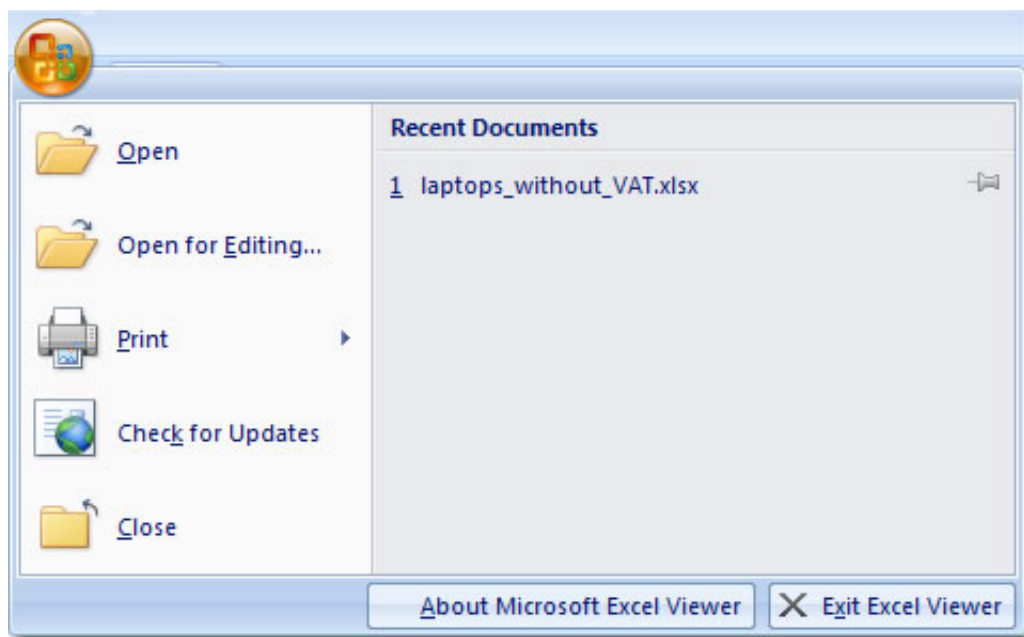 Open
Open for Editing...
Print
Check for Updates
Close
Recent Documents
1 laptops_without_VAT.xlsx
About Microsoft Excel Viewer
Exit Excel Viewer